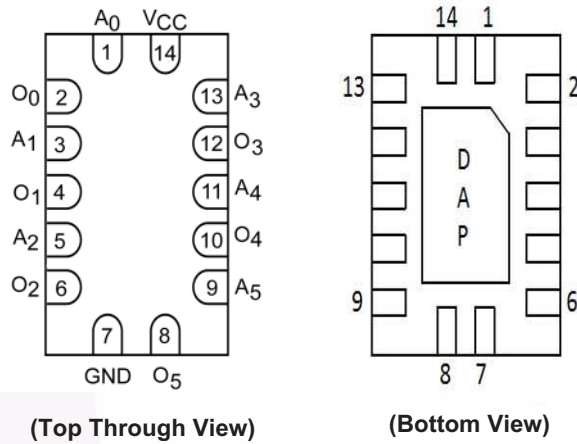 A0 VCC
1 14
O0 2 13 A3
A1 3 12 O3
O1 4 11 A4
A2 5 10 O4
O2 6 9 A5
7 8
GND O5
(Top Through View)
14 1
13 2
D
A
P
9 6
8 7
(Bottom View)